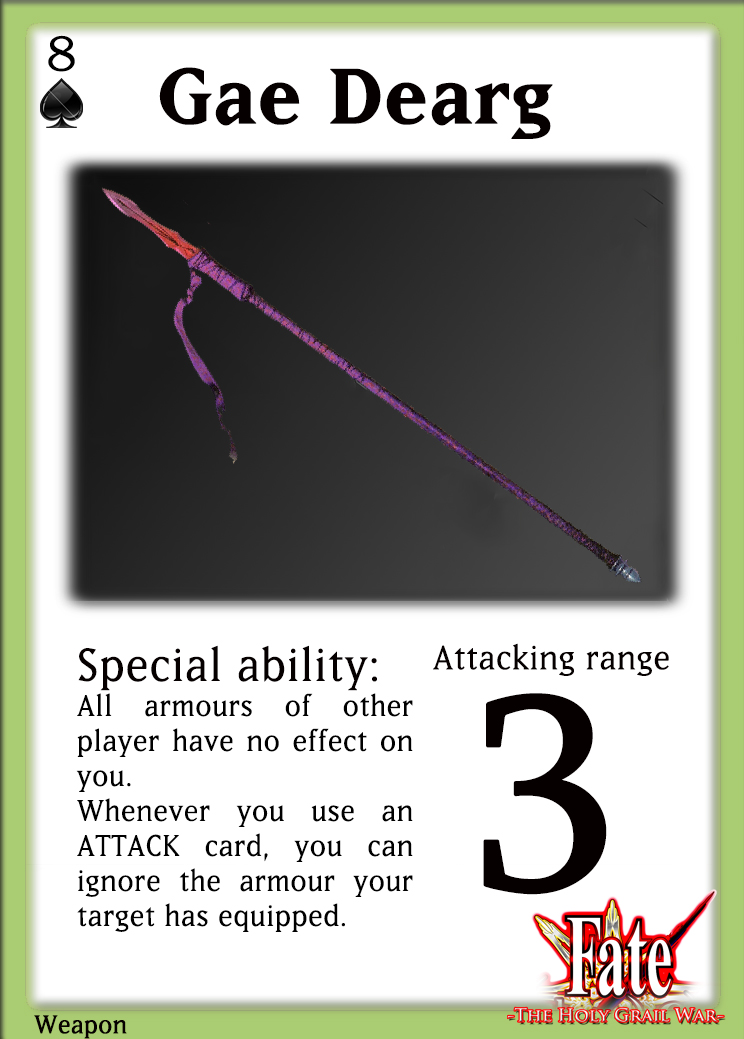 8
Gae Dearg
Special ability:
All armours of other
player have no effect on
you.
Whenever you use an
ATTACK card, you can
ignore the armour your
target has equipped.
Attacking range
3
Fate
-THE HOLY GRAIL WAR-
Weapon